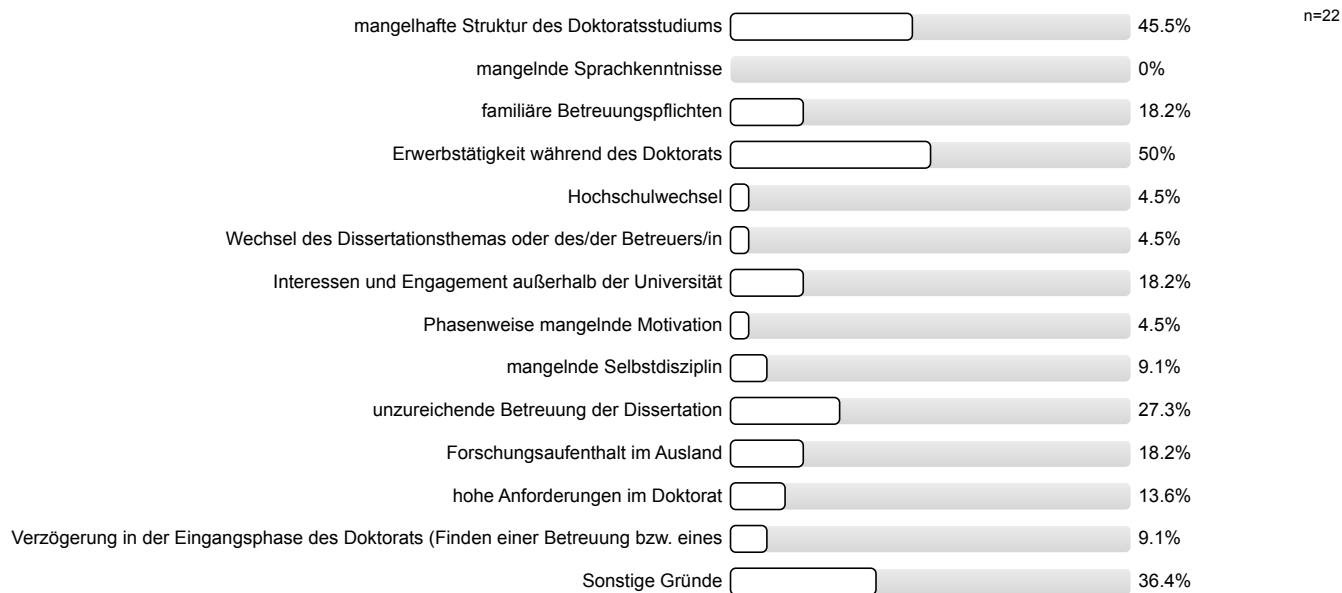 n=22
mangelhafte Struktur des Doktoratsstudiums 45.5%
mangelnde Sprachkenntnisse 0%
familiäre Betreuungspflichten 18.2%
Erwerbstätigkeit während des Doktorats 50%
Hochschulwechsel 4.5%
Wechsel des Dissertationsthemas oder des/der Betreuers/in 4.5%
Interessen und Engagement außerhalb der Universität 18.2%
Phasenweise mangelnde Motivation 4.5%
mangelnde Selbstdisziplin 9.1%
unzureichende Betreuung der Dissertation 27.3%
Forschungsaufenthalt im Ausland 18.2%
hohe Anforderungen im Doktorat 13.6%
Verzögerung in der Eingangsphase des Doktorats (Finden einer Betreuung bzw. eines 9.1%
Sonstige Gründe 36.4%